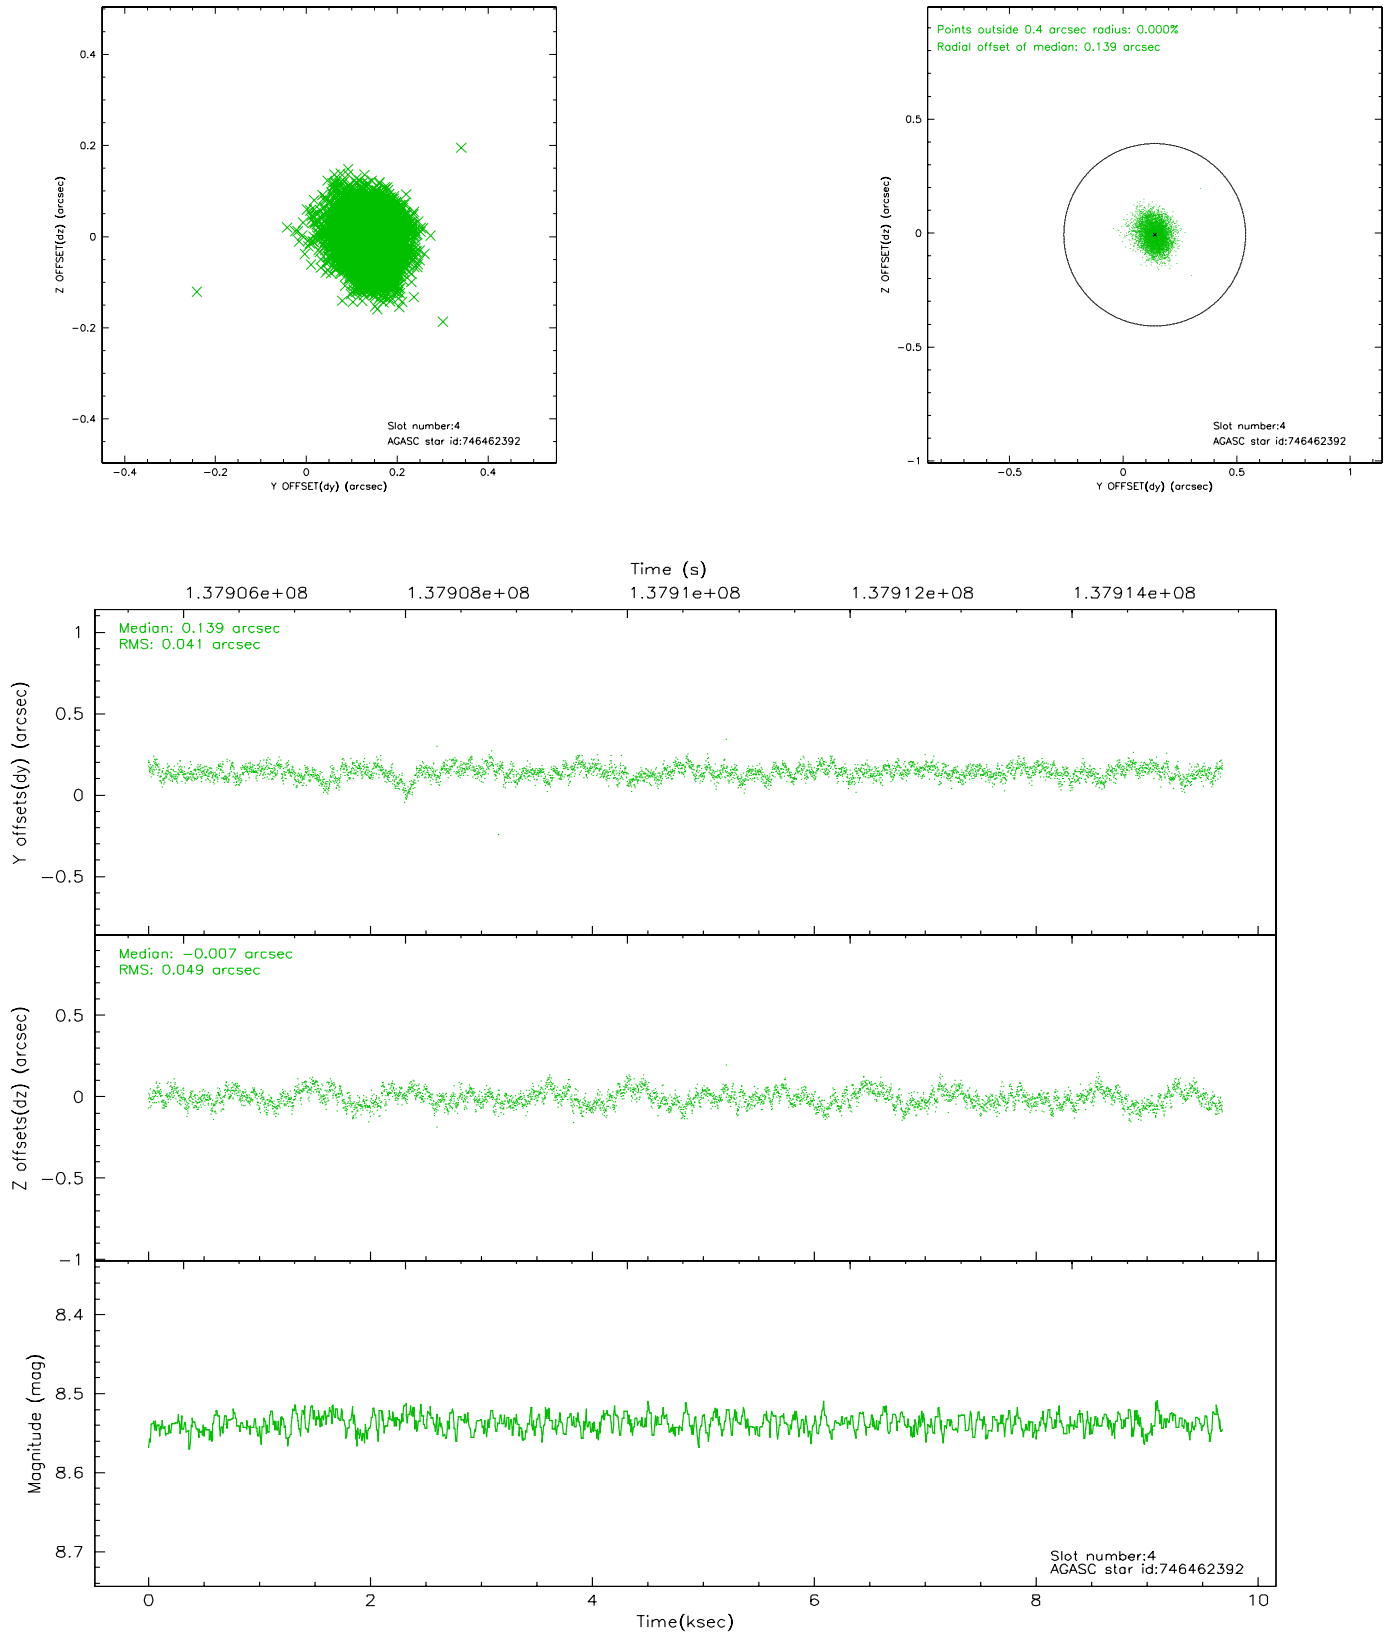 0.4
0.2
0
−0.2
−0.4
Z OFFSET(dz) (arcsec)
Slot number:4
AGASC star id:746462392
−0.4 −0.2 0 0.2 0.4
Y OFFSET(dy) (arcsec)
Points outside 0.4 arcsec radius: 0.000%
Radial offset of median: 0.139 arcsec
0.5
0
−0.5
−1
Z OFFSET(dz) (arcsec)
Slot number:4
AGASC star id:746462392
−0.5 0 0.5 1
Y OFFSET(dy) (arcsec)
Time (s)
1.37906e+08 1.37908e+08 1.3791e+08 1.37912e+08 1.37914e+08
Median: 0.139 arcsec
RMS: 0.041 arcsec
1
0.5
0
−0.5
Y offsets(dy) (arcsec)
Median: −0.007 arcsec
RMS: 0.049 arcsec
0.5
0
−0.5
−1
Z offsets(dz) (arcsec)
8.4
8.5
8.6
8.7
Magnitude (mag)
Slot number:4
AGASC star id:746462392
0 2 4 6 8 10
Time(ksec)